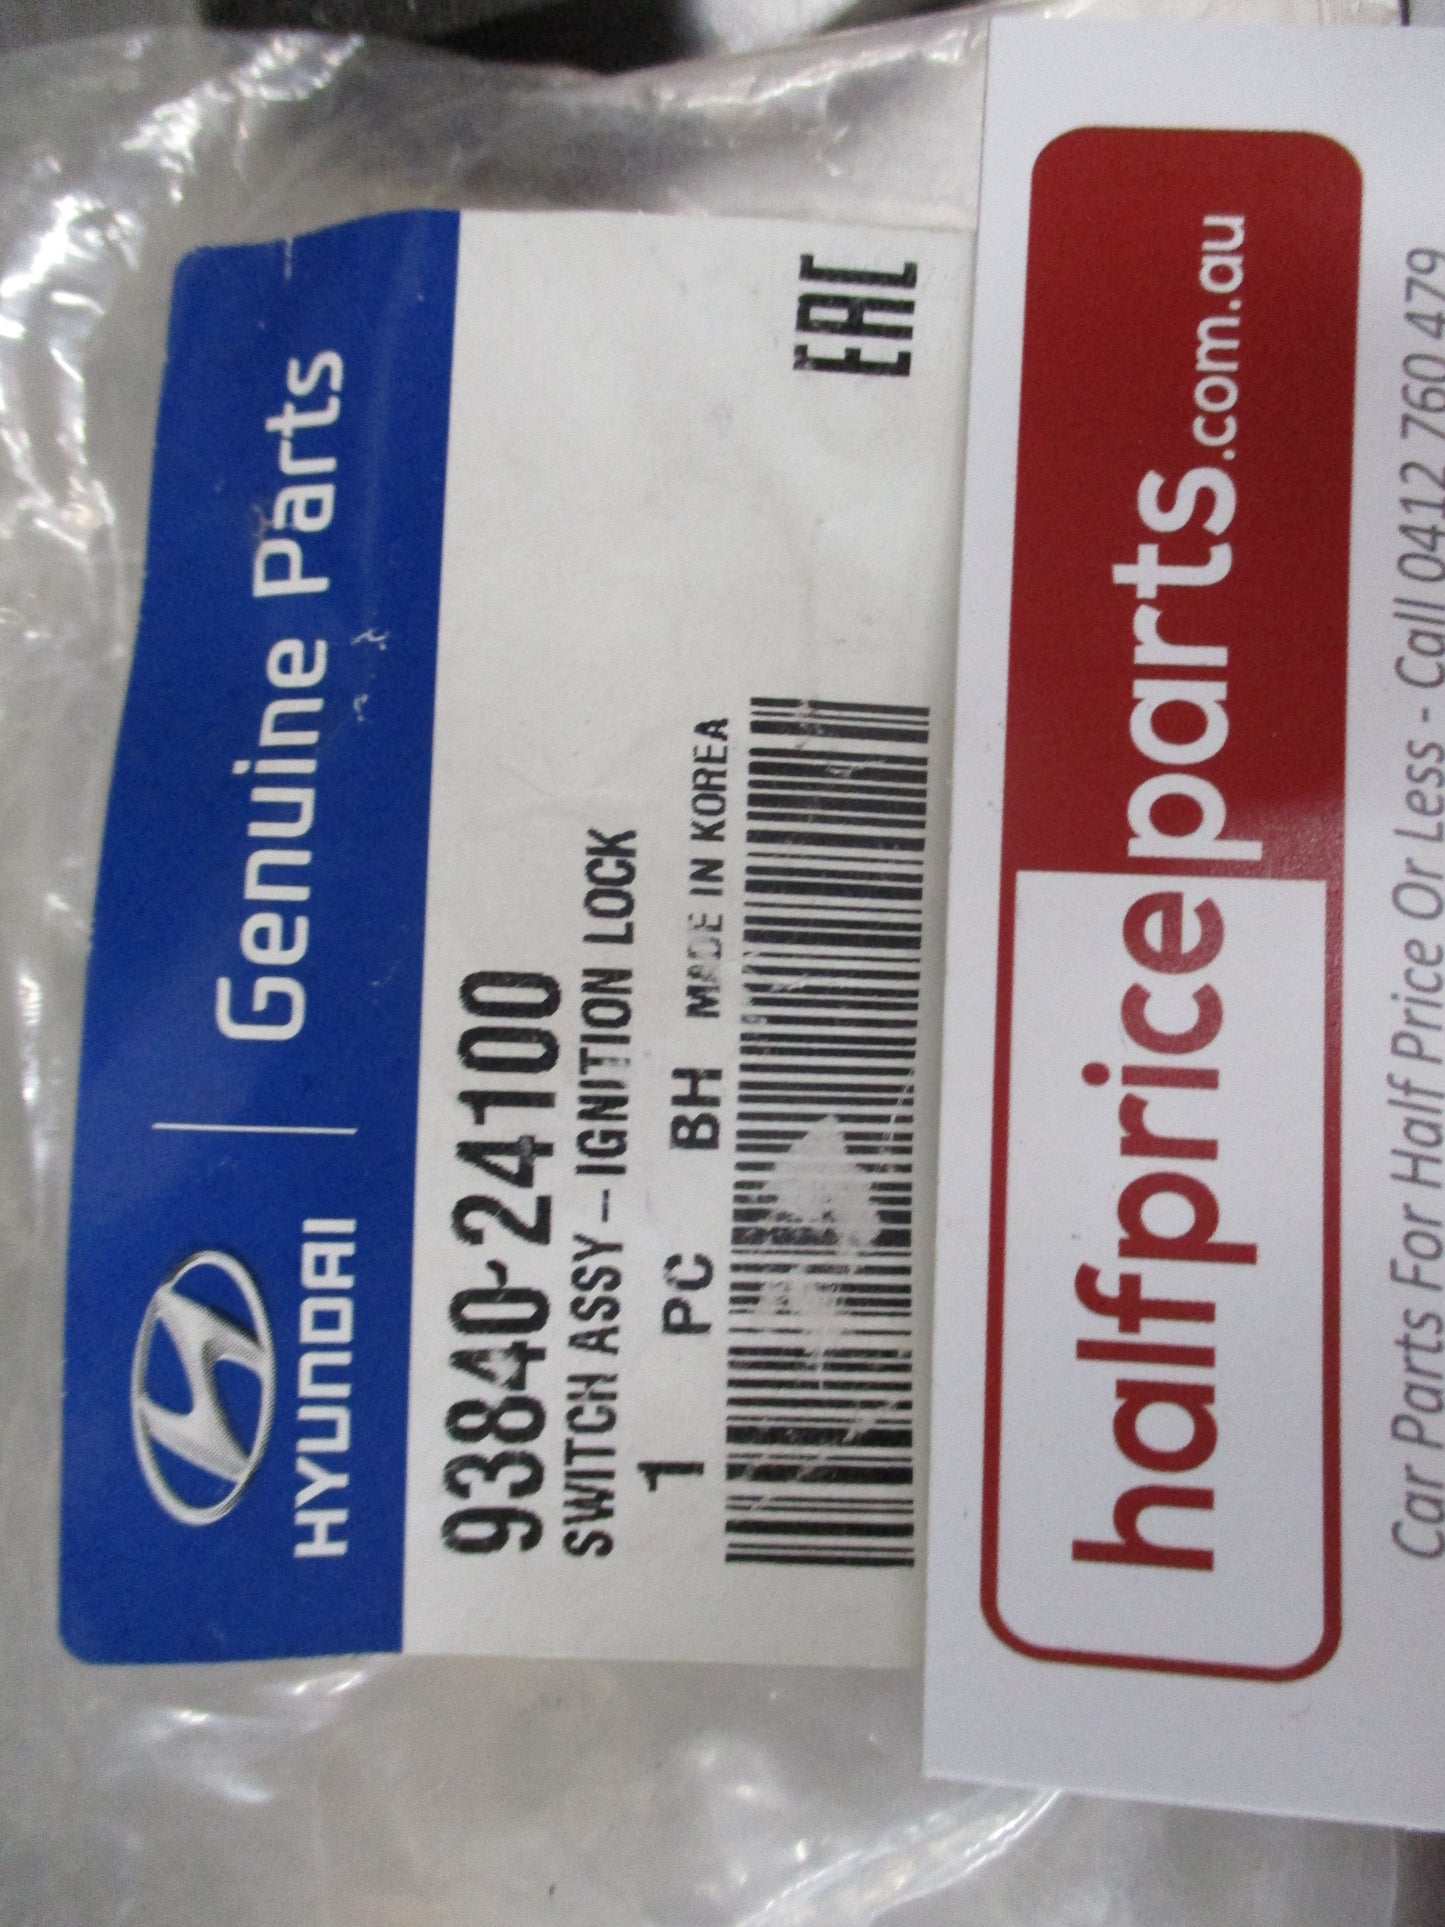 HYUNDAI Genuine Parts
93840-24100
SWITCH ASSY-IGNITION LOCK
1 PC BH MADE IN KOREA
EAC
halfpriceparts.com.au
Car Parts For Half Price Or Less - Call 0412 760 479